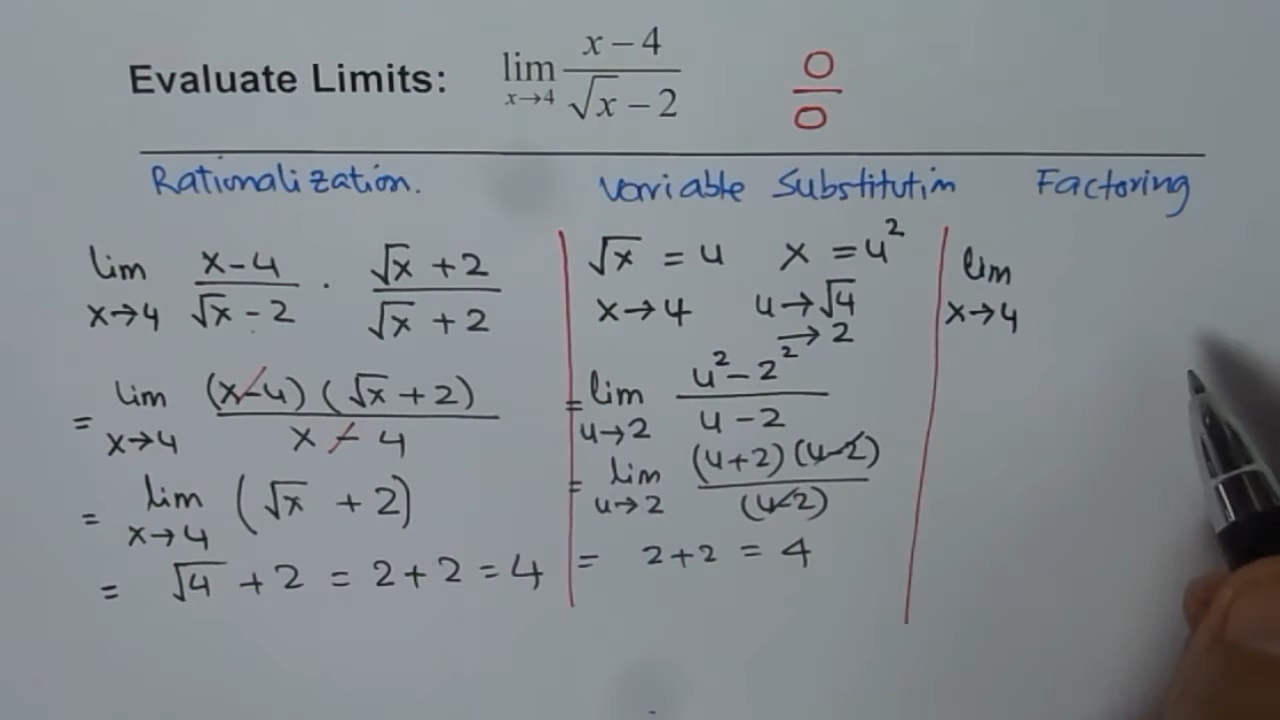 Evaluate Limits: lim x→4 (x − 4)/(√x − 2) 0/0
Rationalization.
lim x→4 (x-4)/(√x - 2) · (√x + 2)/(√x + 2)
= lim x→4 (x-4)(√x + 2)/(x - 4)
= lim x→4 (√x + 2)
= √4 + 2 = 2+2 = 4
Variable Substitutin
√x = u x = u²
x→4 u→√4
→2
= lim u→2 (u² - 2²)/(u - 2)
= lim u→2 (u+2)(u-2)/(u-2)
= 2+2 = 4
Factoring
lim x→4